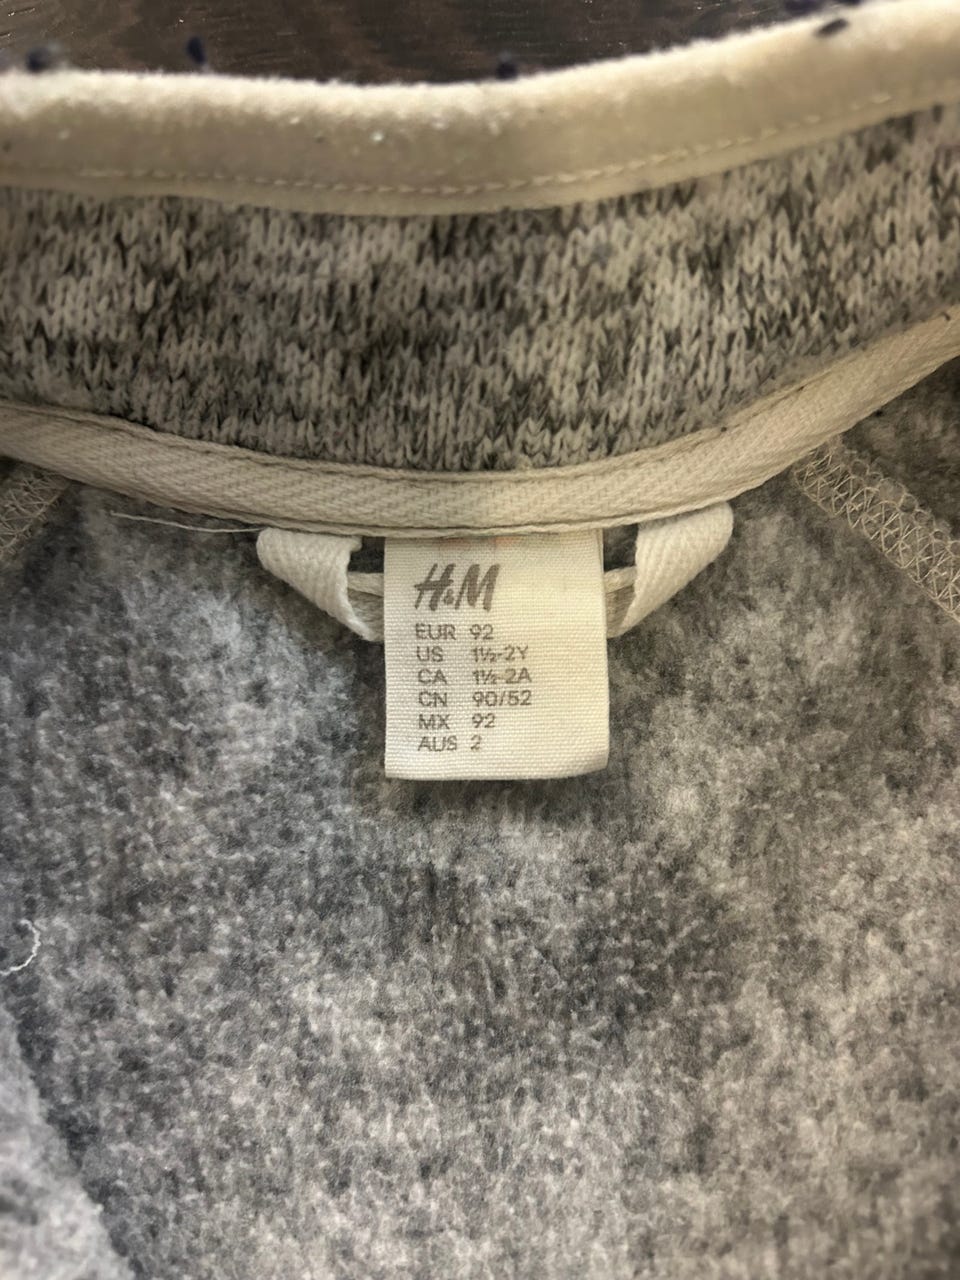 H&M
EUR 92
US 1½-2Y
CA 1½-2A
CN 90/52
MX 92
AUS 2